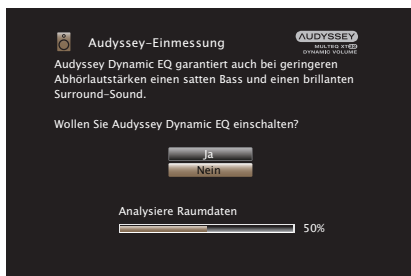 Audyssey-Einmessung
AUDYSSEY
MULTEQ XT32
DYNAMIC VOLUME
Audyssey Dynamic EQ garantiert auch bei geringeren
Abhörlautstärken einen satten Bass und einen brillanten
Surround-Sound.
Wollen Sie Audyssey Dynamic EQ einschalten?
Ja
Nein
Analysiere Raumdaten
50%